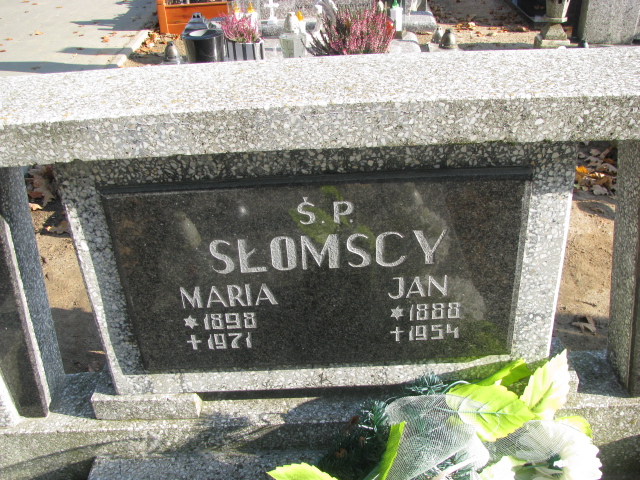 Ś.P.
SŁOMSCY
MARIA JAN
*1898 *1888
+1971 +1954